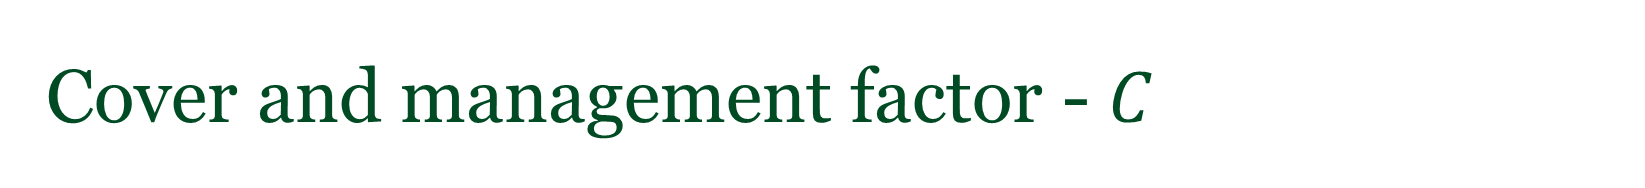 Cover and management factor - C